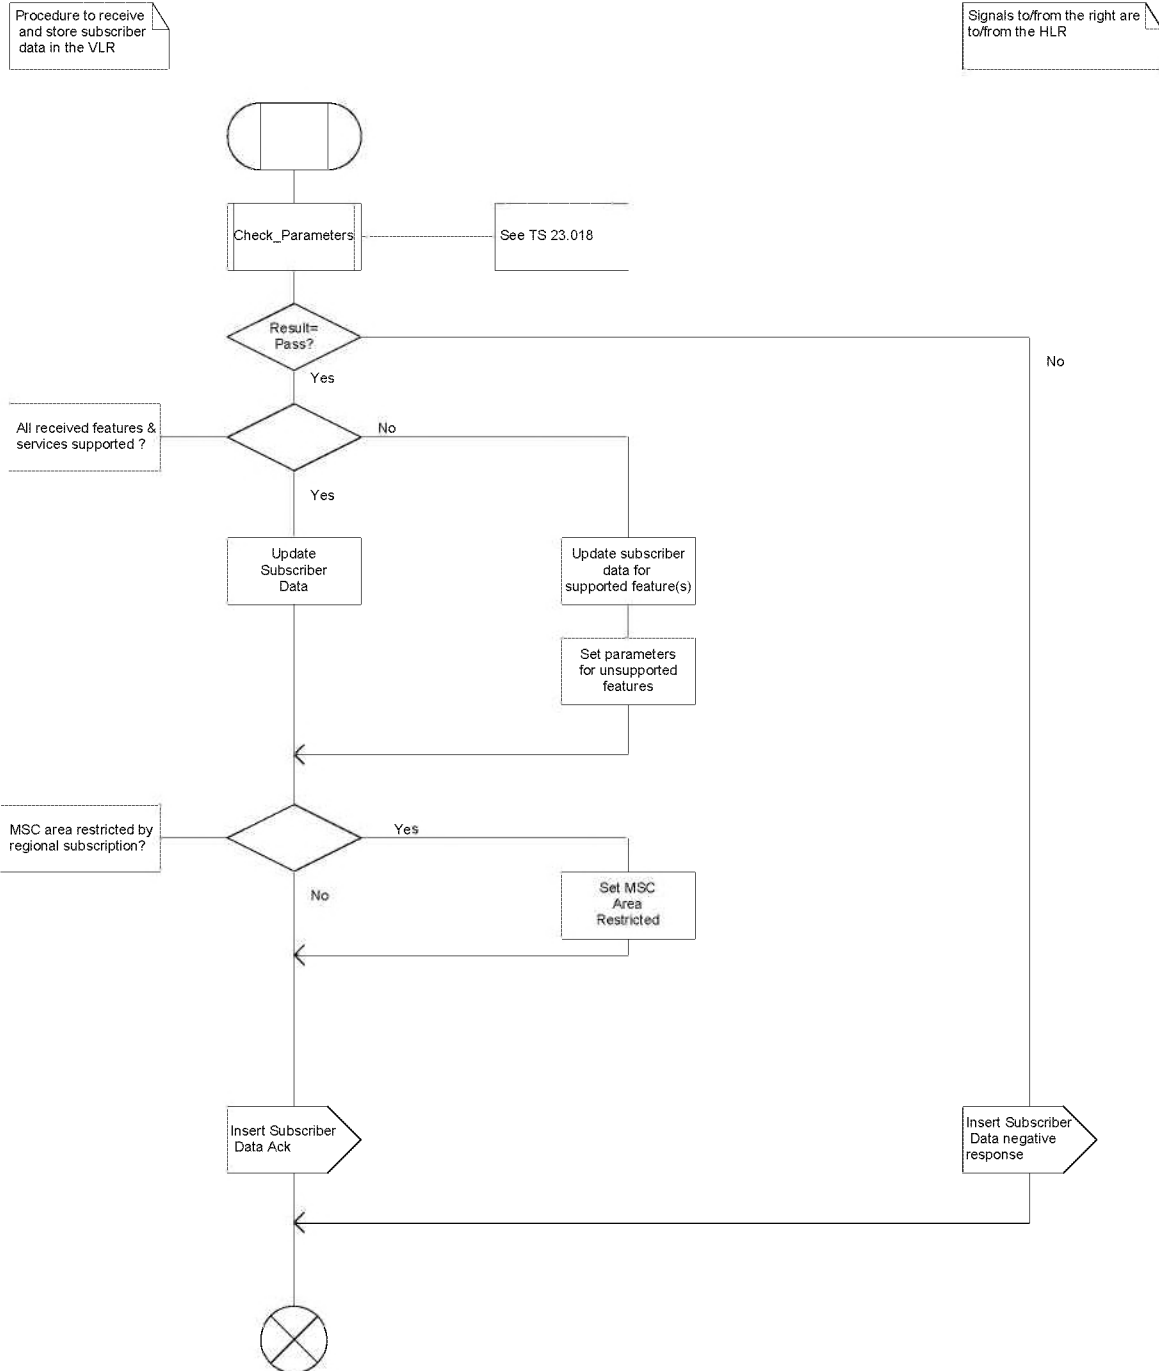 Procedure to receive
and store subscriber
data in the VLR
Signals to/from the right are
to/from the HLR
Check_Parameters
See TS 23.018
Result=
Pass?
No
Yes
All received features &
services supported ?
No
Yes
Update
Subscriber
Data
Update subscriber
data for
supported feature(s)
Set parameters
for unsupported
features
MSC area restricted by
regional subscription?
Yes
No
Set MSC
Area
Restricted
Insert Subscriber
Data Ack
Insert Subscriber
Data negative
response